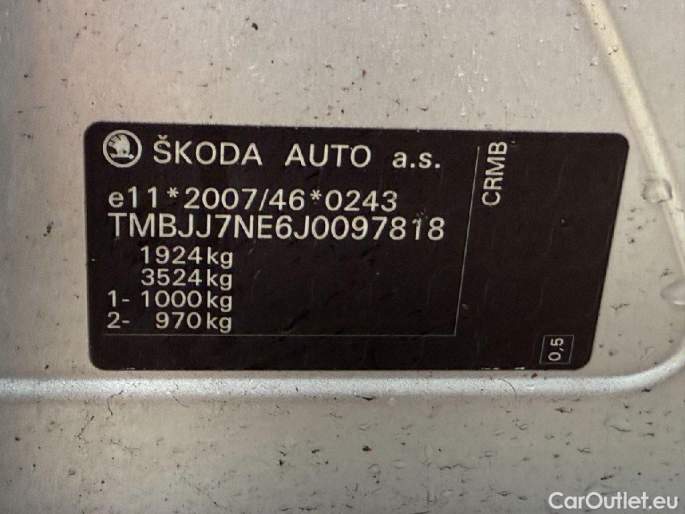 ŠKODA AUTO a.s.
e11*2007/46*0243
TMBJJ7NE6J0097818
1924kg
3524kg
1- 1000kg
2- 970kg
CRMB
0,5
CarOutlet.eu